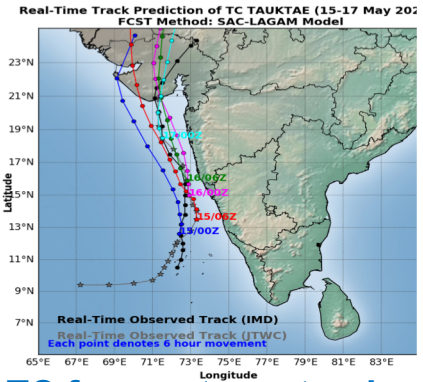 Real-Time Track Prediction of TC TAUKTAE (15-17 May 202
FCST Method: SAC-LAGAM Model
23°N
21°N
19°N
17°N
15°N
13°N
11°N
9°N
7°N
Latitude
16/06Z
16/00Z
15/06Z
15/00Z
Real-Time Observed Track (IMD)
Real-Time Observed Track (JTWC)
Each point denotes 6 hour movement
65°E 67°E 69°E 71°E 73°E 75°E 77°E 79°E 81°E 83°E
Longitude